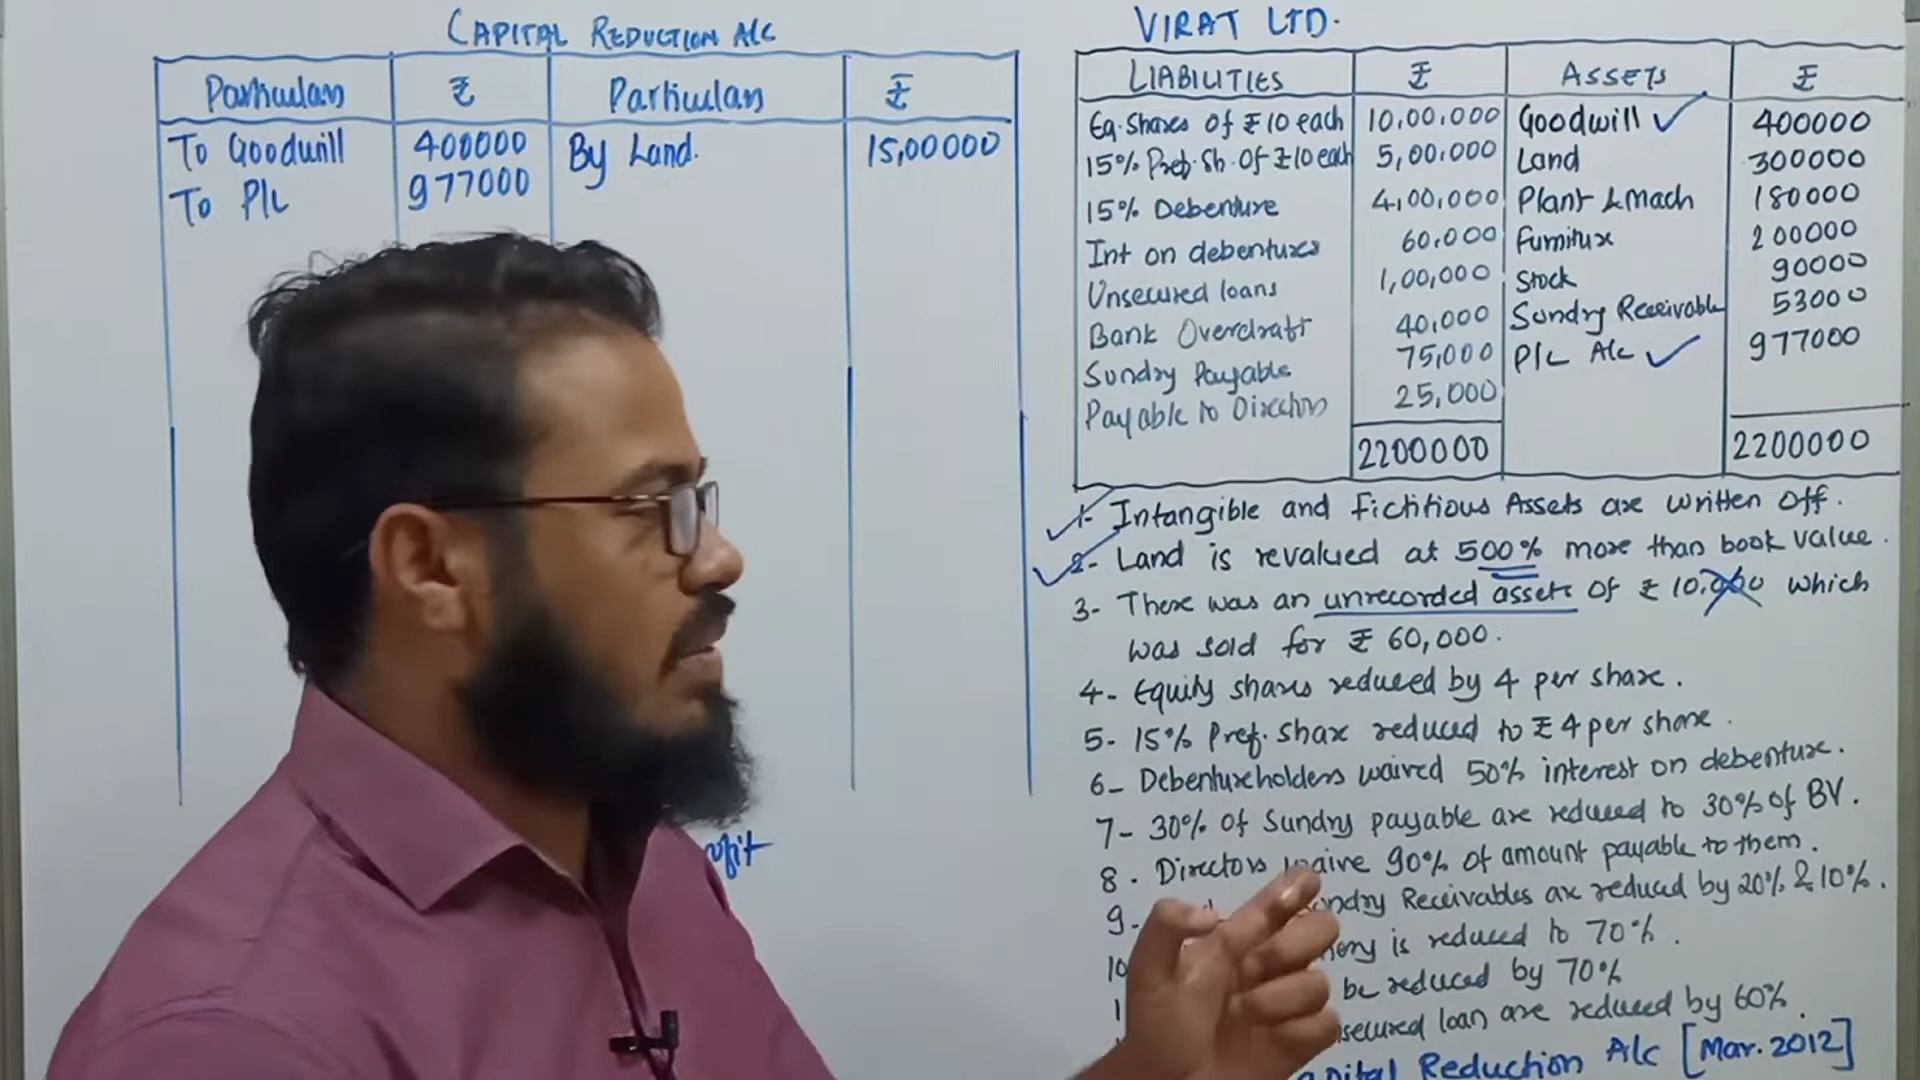 CAPITAL REDUCTION A/c
Particulars ₹ Particulars ₹
To Goodwill 400000 By Land. 15,00000
To P/L 977000
VIRAT LTD.
LIABILITIES ₹ ASSETS ₹
Eq. Shares of ₹10 each 10,00,000 Goodwill ✓ 400000
15% Pref. Sh. of ₹10 each 5,00,000 Land 300000
15% Debenture 4,00,000 Plant & Mach 180000
Int on debentures 60,000 Furniture 200000
Unsecured loans 1,00,000 Stock 90000
Bank Overdraft 40,000 Sundry Receivable 53000
Sundry Payable 75,000 P/L A/c ✓ 977000
Payable to Directors 25,000
2200000 2200000
1- Intangible and Fictitious Assets are written off.
2- Land is revalued at 500% more than book value.
3- There was an unrecorded assets of ₹ 10,000 which
was sold for ₹ 60,000.
4- Equity shares reduced by 4 per share.
5- 15% Pref. Share reduced to ₹4 per share.
6- Debentureholders waived 50% interest on debenture.
7- 30% of Sundry payable are reduced to 30% of BV.
8. Directors waive 90% of amount payable to them.
9- Receivables are reduced by 20% & 10%.
10 is reduced to 70%.
1 be reduced by 70%
loan are reduced by 60%.
Reduction A/c [Mar. 2012]